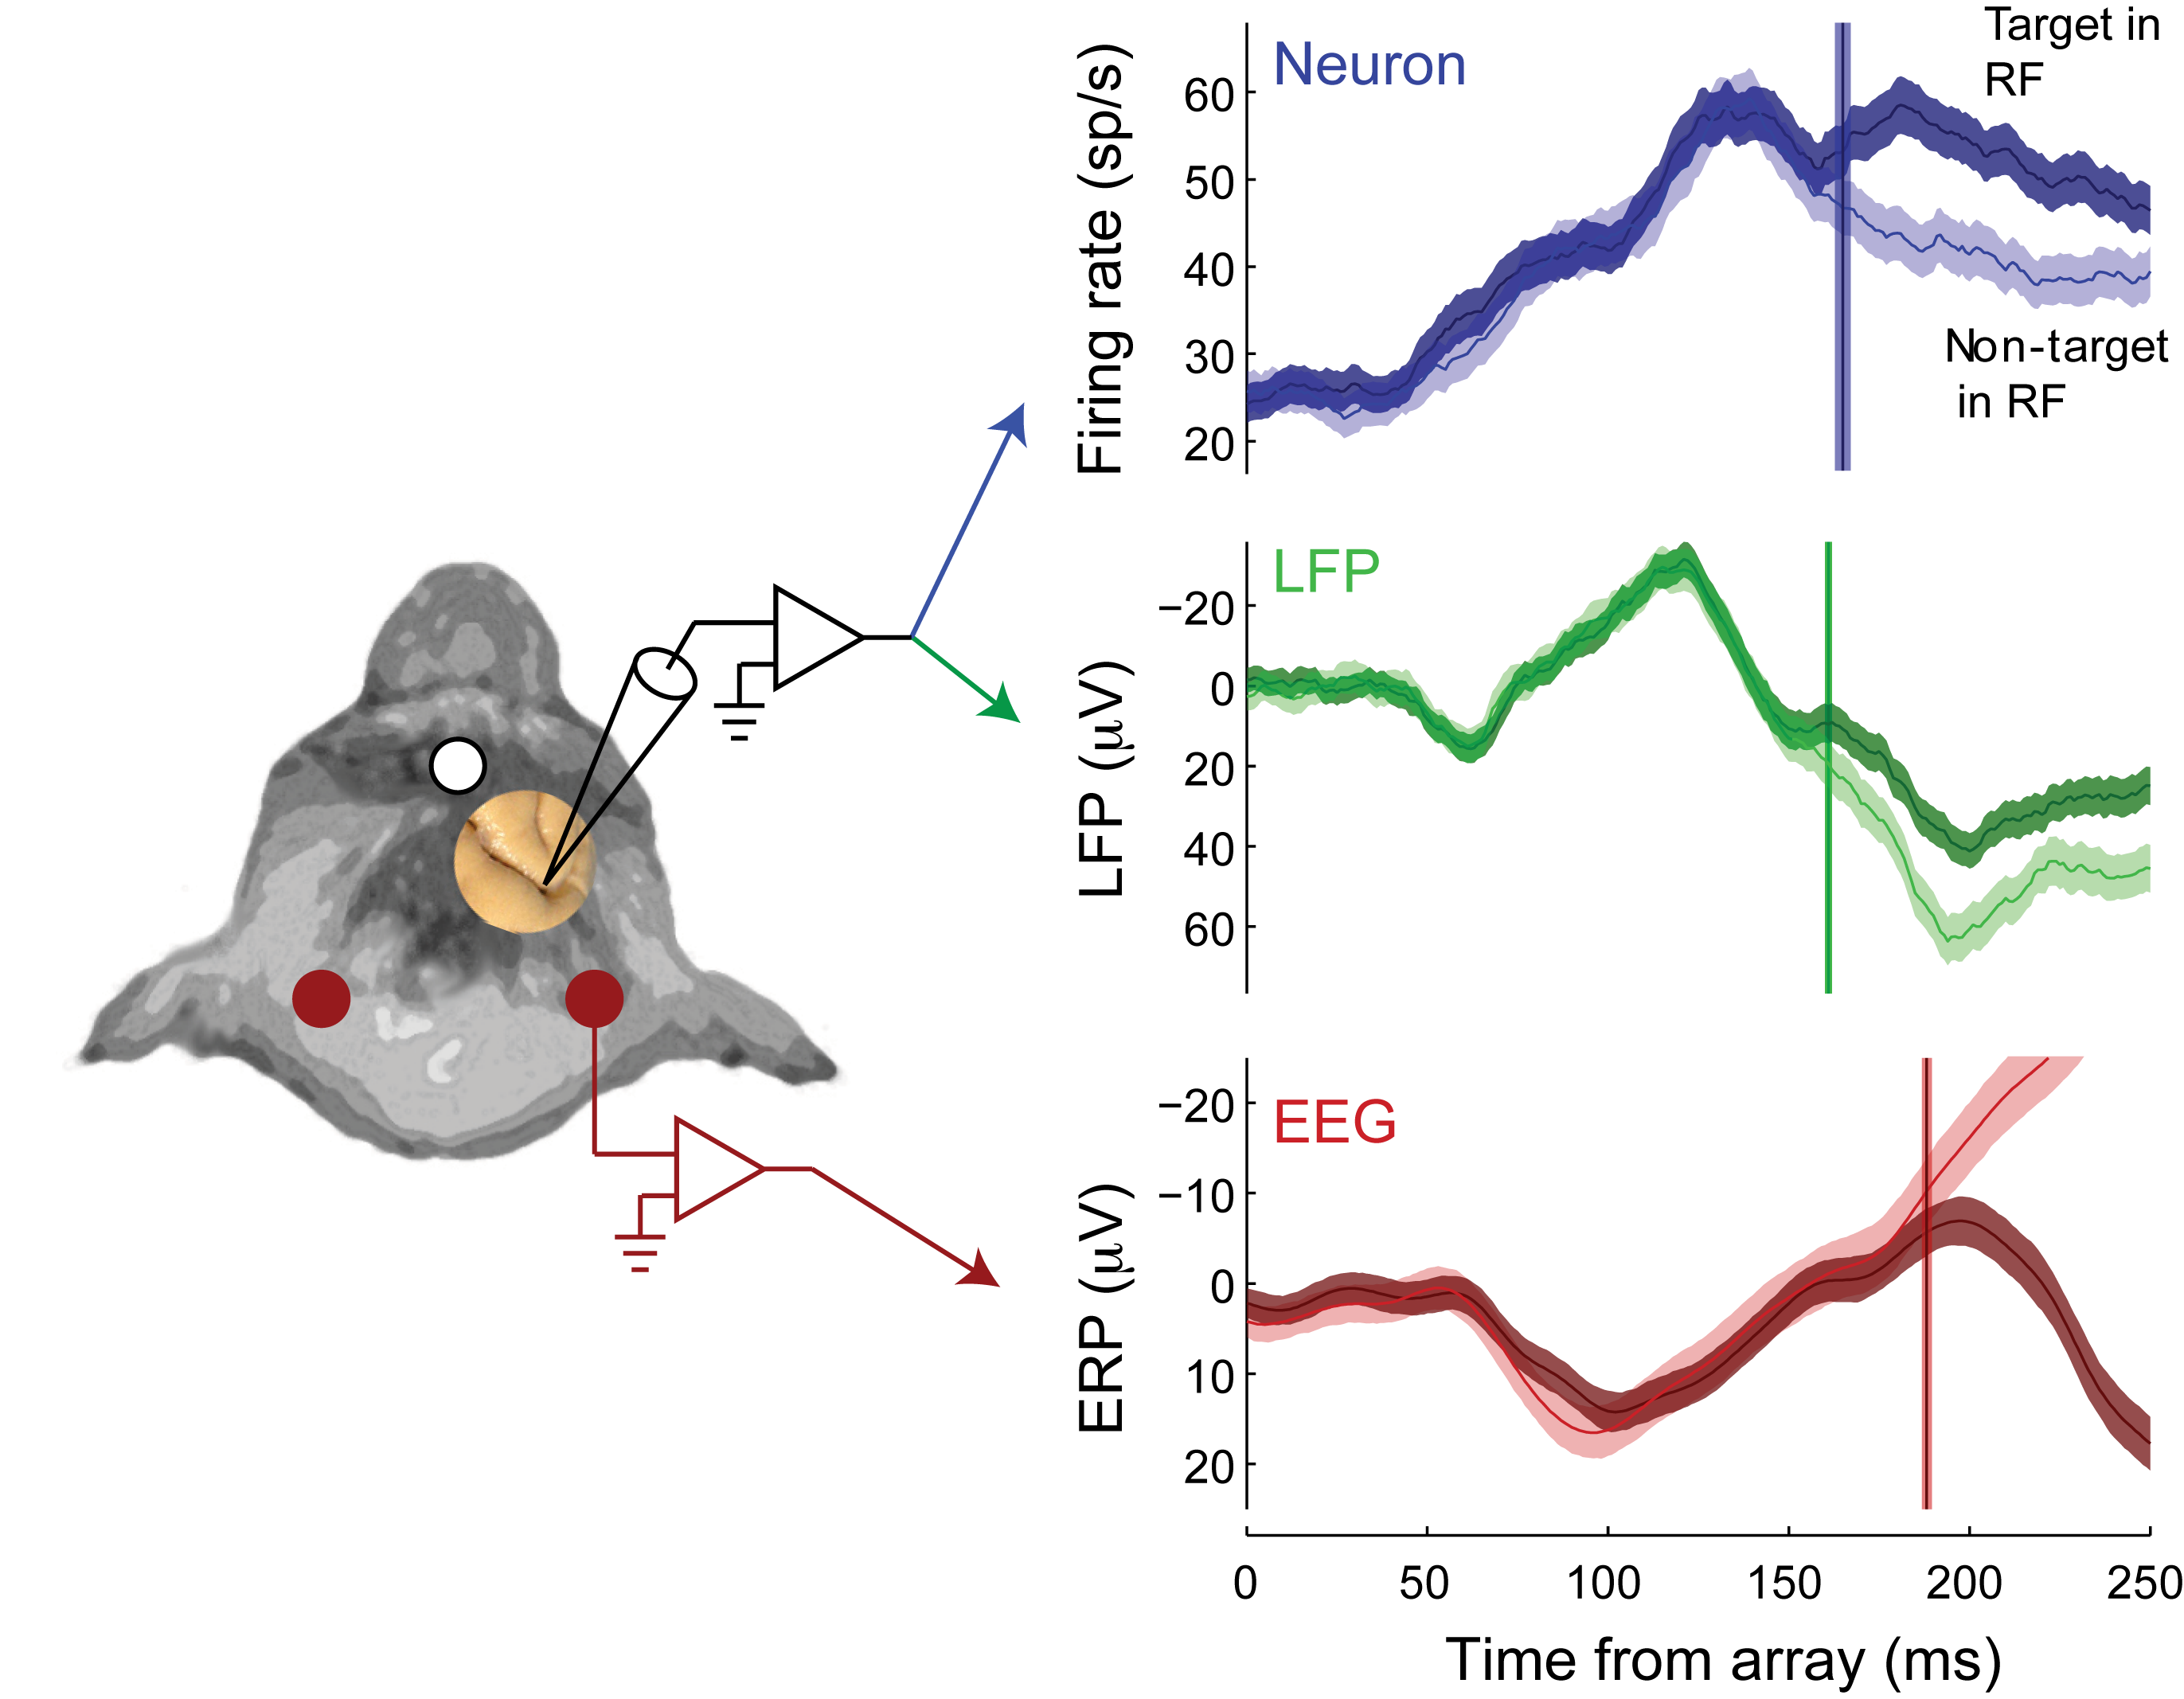 Neuron
Target in
RF
Firing rate (sp/s)
60
50
40
30
20
Non-target
in RF
LFP
LFP (μV)
−20
0
20
40
60
EEG
ERP (μV)
−20
−10
0
10
20
0 50 100 150 200 250
Time from array (ms)